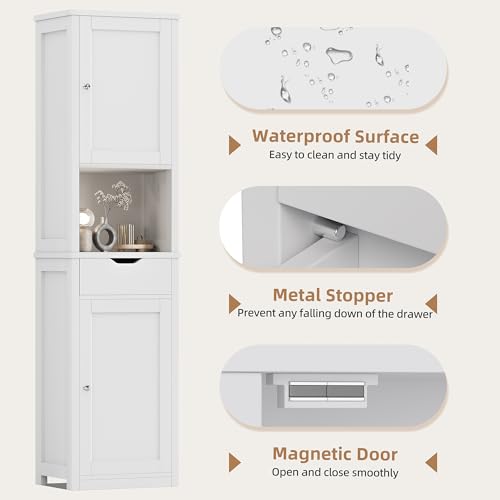 Waterproof Surface
Easy to clean and stay tidy
Metal Stopper
Prevent any falling down of the drawer
Magnetic Door
Open and close smoothly